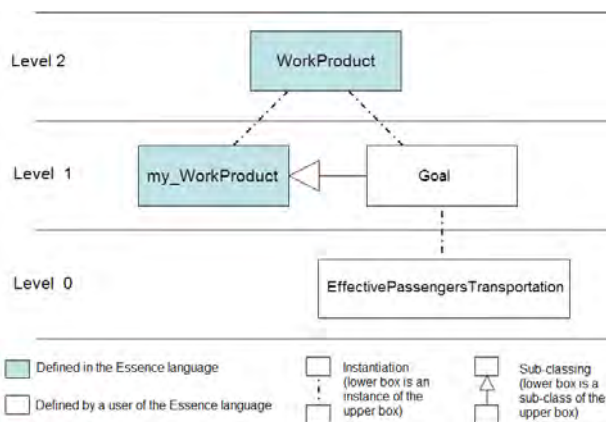 Level 2
WorkProduct
Level 1
my_WorkProduct
Goal
Level 0
EffectivePassengersTransportation
Defined in the Essence language
Defined by a user of the Essence language
Instantiation
(lower box is an
instance of the
upper box)
Sub-classing
(lower box is a
sub-class of the
upper box)